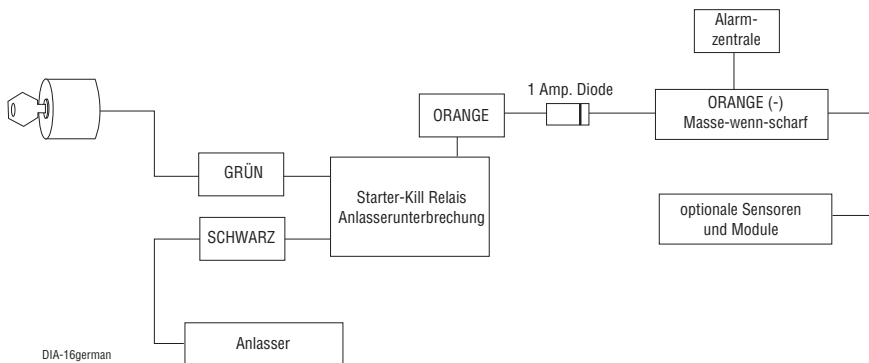 Alarm-
zentrale
1 Amp. Diode
ORANGE
ORANGE (-)
Masse-wenn-scharf
GRÜN
Starter-Kill Relais
Anlasserunterbrechung
SCHWARZ
optionale Sensoren
und Module
Anlasser
DIA-16german